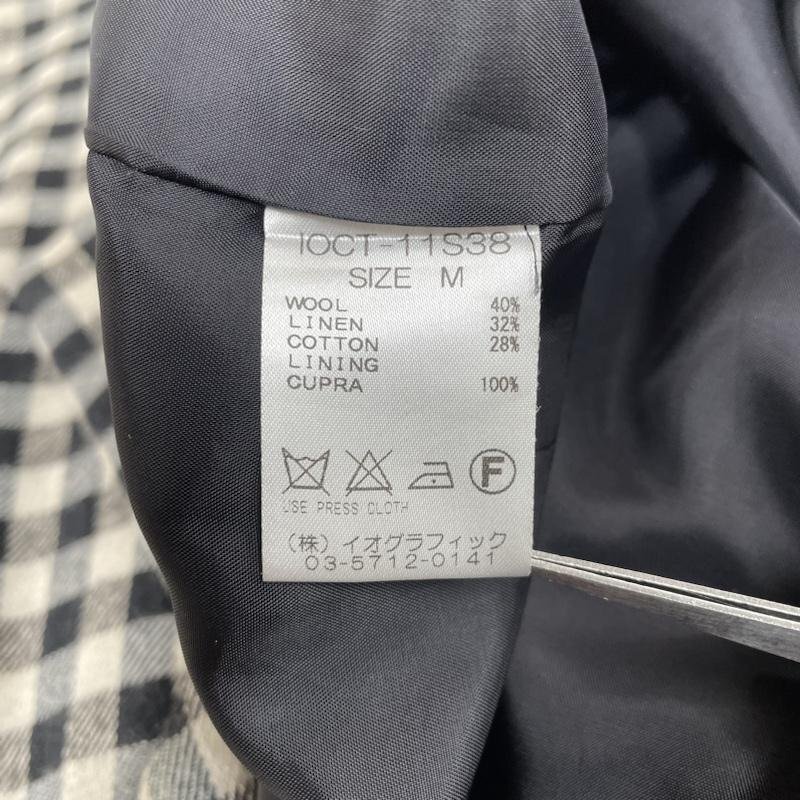 IOCT-11S38
SIZE M
WOOL 40%
LINEN 32%
COTTON 28%
LINING
CUPRA 100%
F
USE PRESS CLOTH
(株)イオグラフィック
03-5712-0141